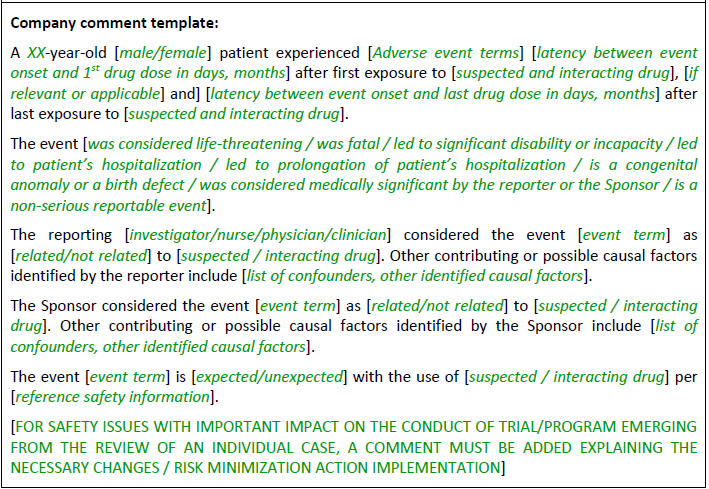 Company comment template:
A XX-year-old [male/female] patient experienced [Adverse event terms] [latency between event
onset and 1st drug dose in days, months] after first exposure to [suspected and interacting drug], [if
relevant or applicable] and] [latency between event onset and last drug dose in days, months] after
last exposure to [suspected and interacting drug].
The event [was considered life-threatening / was fatal / led to significant disability or incapacity / led
to patient’s hospitalization / led to prolongation of patient’s hospitalization / is a congenital
anomaly or a birth defect / was considered medically significant by the reporter or the Sponsor / is a
non-serious reportable event].
The reporting [investigator/nurse/physician/clinician] considered the event [event term] as
[related/not related] to [suspected / interacting drug]. Other contributing or possible causal factors
identified by the reporter include [list of confounders, other identified causal factors].
The Sponsor considered the event [event term] as [related/not related] to [suspected / interacting
drug]. Other contributing or possible causal factors identified by the Sponsor include [list of
confounders, other identified causal factors].
The event [event term] is [expected/unexpected] with the use of [suspected / interacting drug] per
[reference safety information].
[FOR SAFETY ISSUES WITH IMPORTANT IMPACT ON THE CONDUCT OF TRIAL/PROGRAM EMERGING
FROM THE REVIEW OF AN INDIVIDUAL CASE, A COMMENT MUST BE ADDED EXPLAINING THE
NECESSARY CHANGES / RISK MINIMIZATION ACTION IMPLEMENTATION]